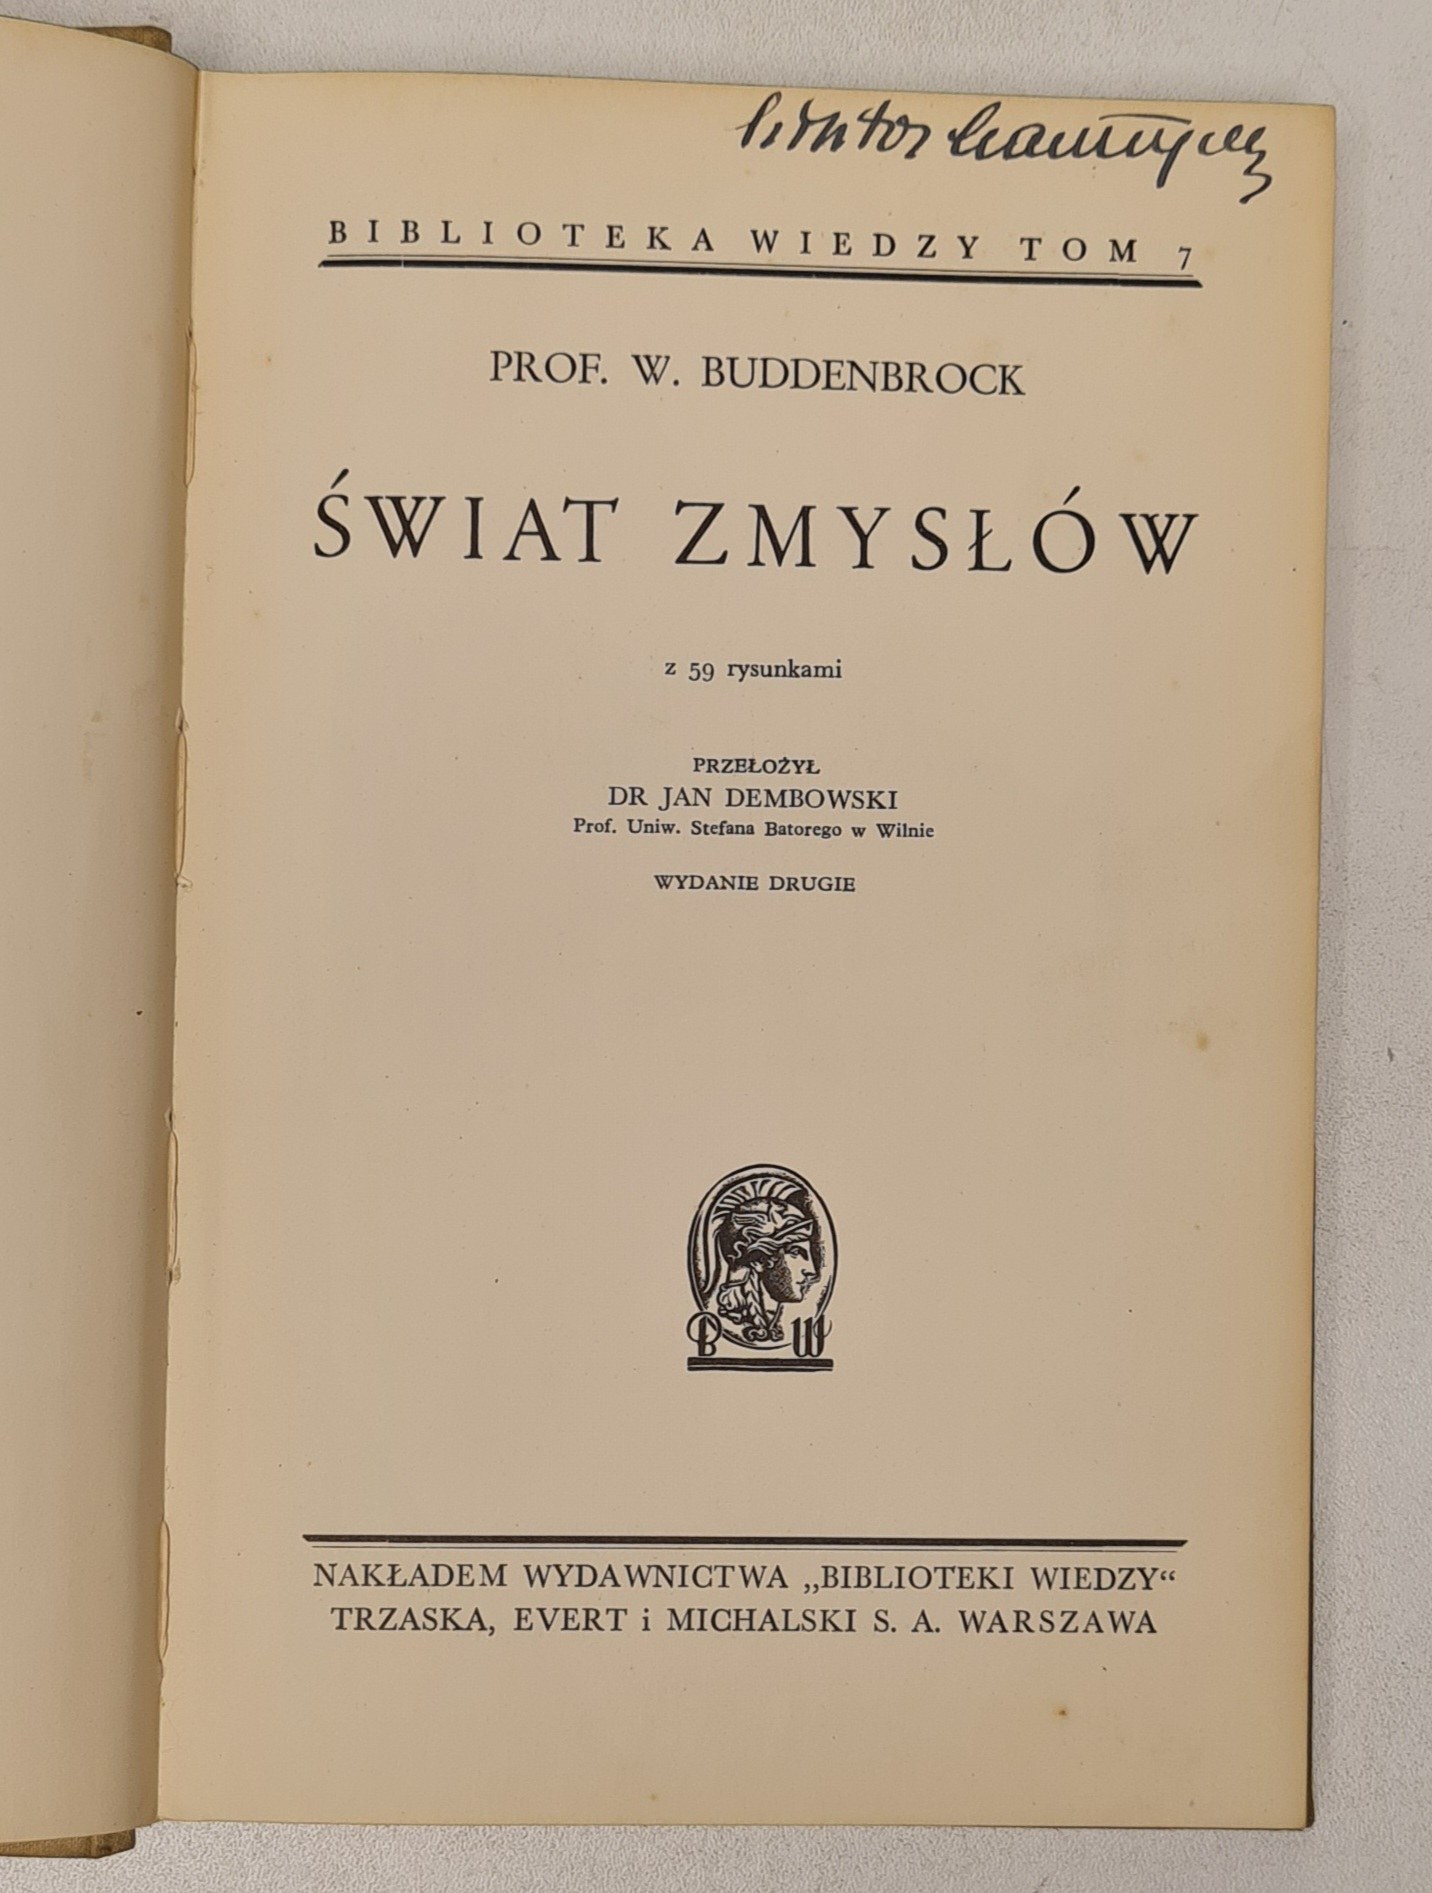 BIBLIOTEKA WIEDZY TOM 7
PROF. W. BUDDENBROCK
ŚWIAT ZMYSŁÓW
z 59 rysunkami
PRZEŁOŻYŁ
DR JAN DEMBOWSKI
Prof. Uniw. Stefana Batorego w Wilnie
WYDANIE DRUGIE
B W
NAKŁADEM WYDAWNICTWA „BIBLIOTEKI WIEDZY“
TRZASKA, EVERT i MICHALSKI S. A. WARSZAWA